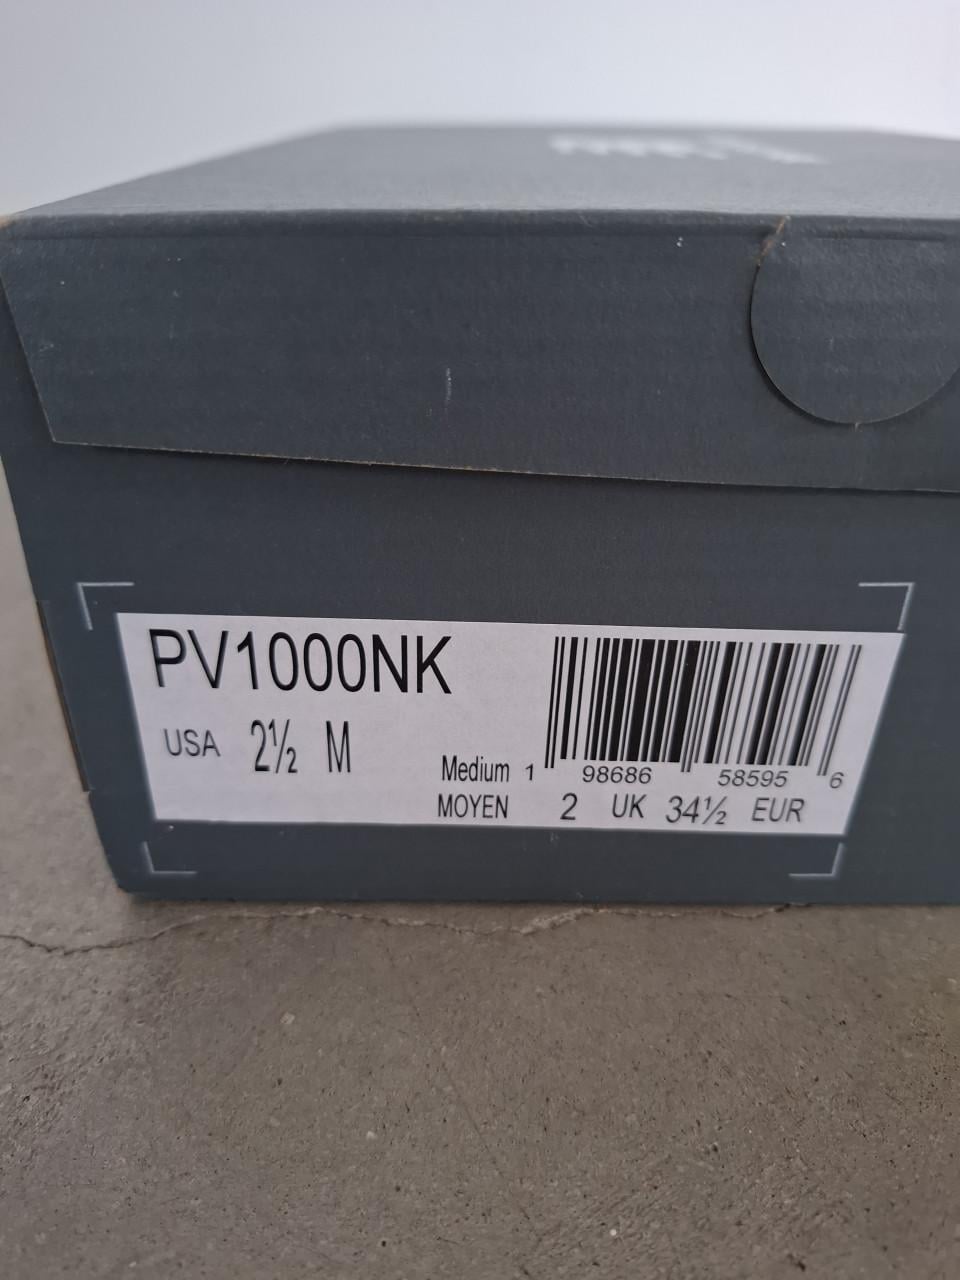 PV1000NK
USA 2½ M
Medium
MOYEN 2 UK 34½ EUR
1 98686 58595 6